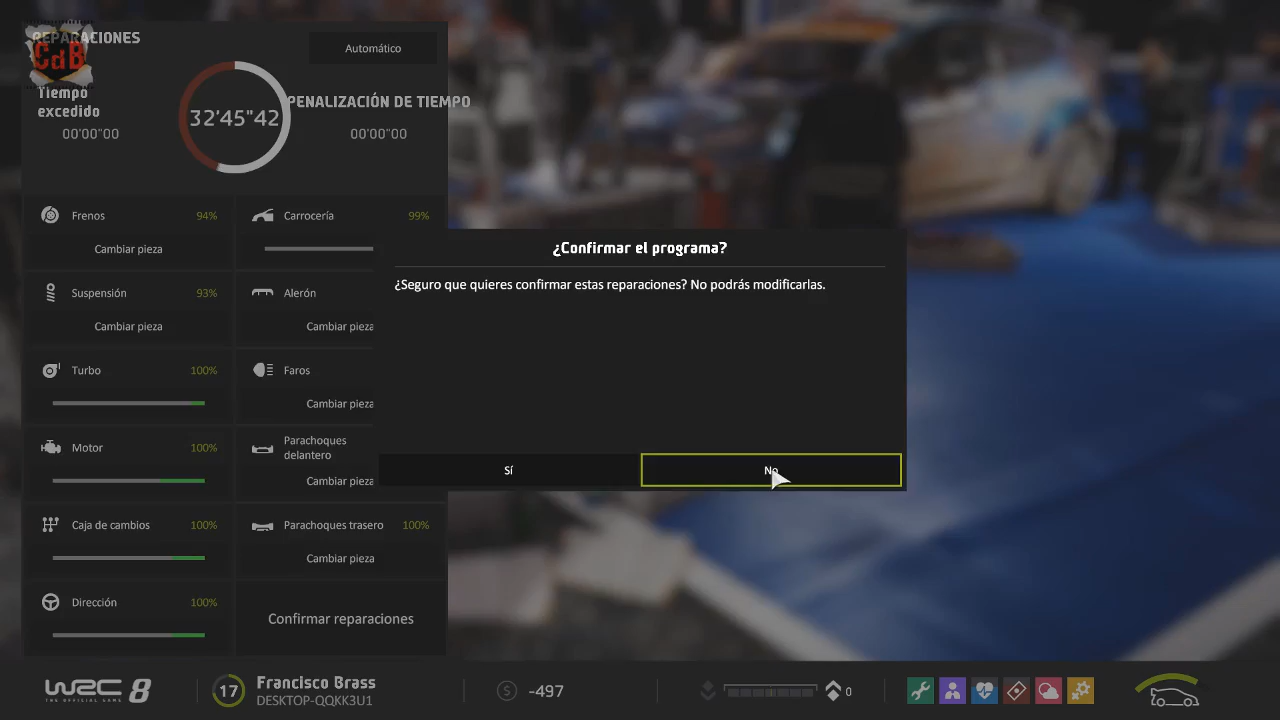 REPARACIONES
CdB
Automático
Tiempo
excedido
00'00"00
32'45"42
PENALIZACIÓN DE TIEMPO
00'00"00
Frenos 94%
Cambiar pieza
Carrocería 99%
Suspensión 93%
Cambiar pieza
Alerón
Cambiar pieza
Turbo 100%
Faros
Cambiar pieza
Motor 100%
Parachoques
delantero
Cambiar pieza
Caja de cambios 100%
Parachoques trasero 100%
Cambiar pieza
Dirección 100%
Confirmar reparaciones
¿Confirmar el programa?
¿Seguro que quieres confirmar estas reparaciones? No podrás modificarlas.
Sí
No
WRC 8
THE OFFICIAL GAME
17
Francisco Brass
DESKTOP-QQKK3U1
-497
0